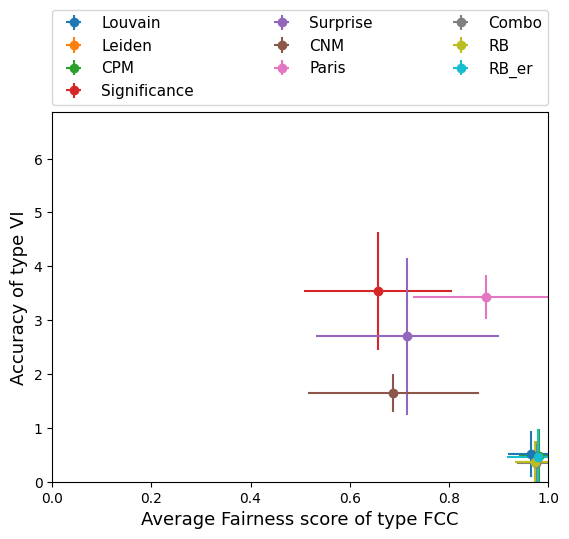 Louvain Surprise Combo
Leiden CNM RB
CPM Paris RB_er
Significance
6
5
4
3
2
1
0
0.0 0.2 0.4 0.6 0.8 1.0
Accuracy of type VI
Average Fairness score of type FCC